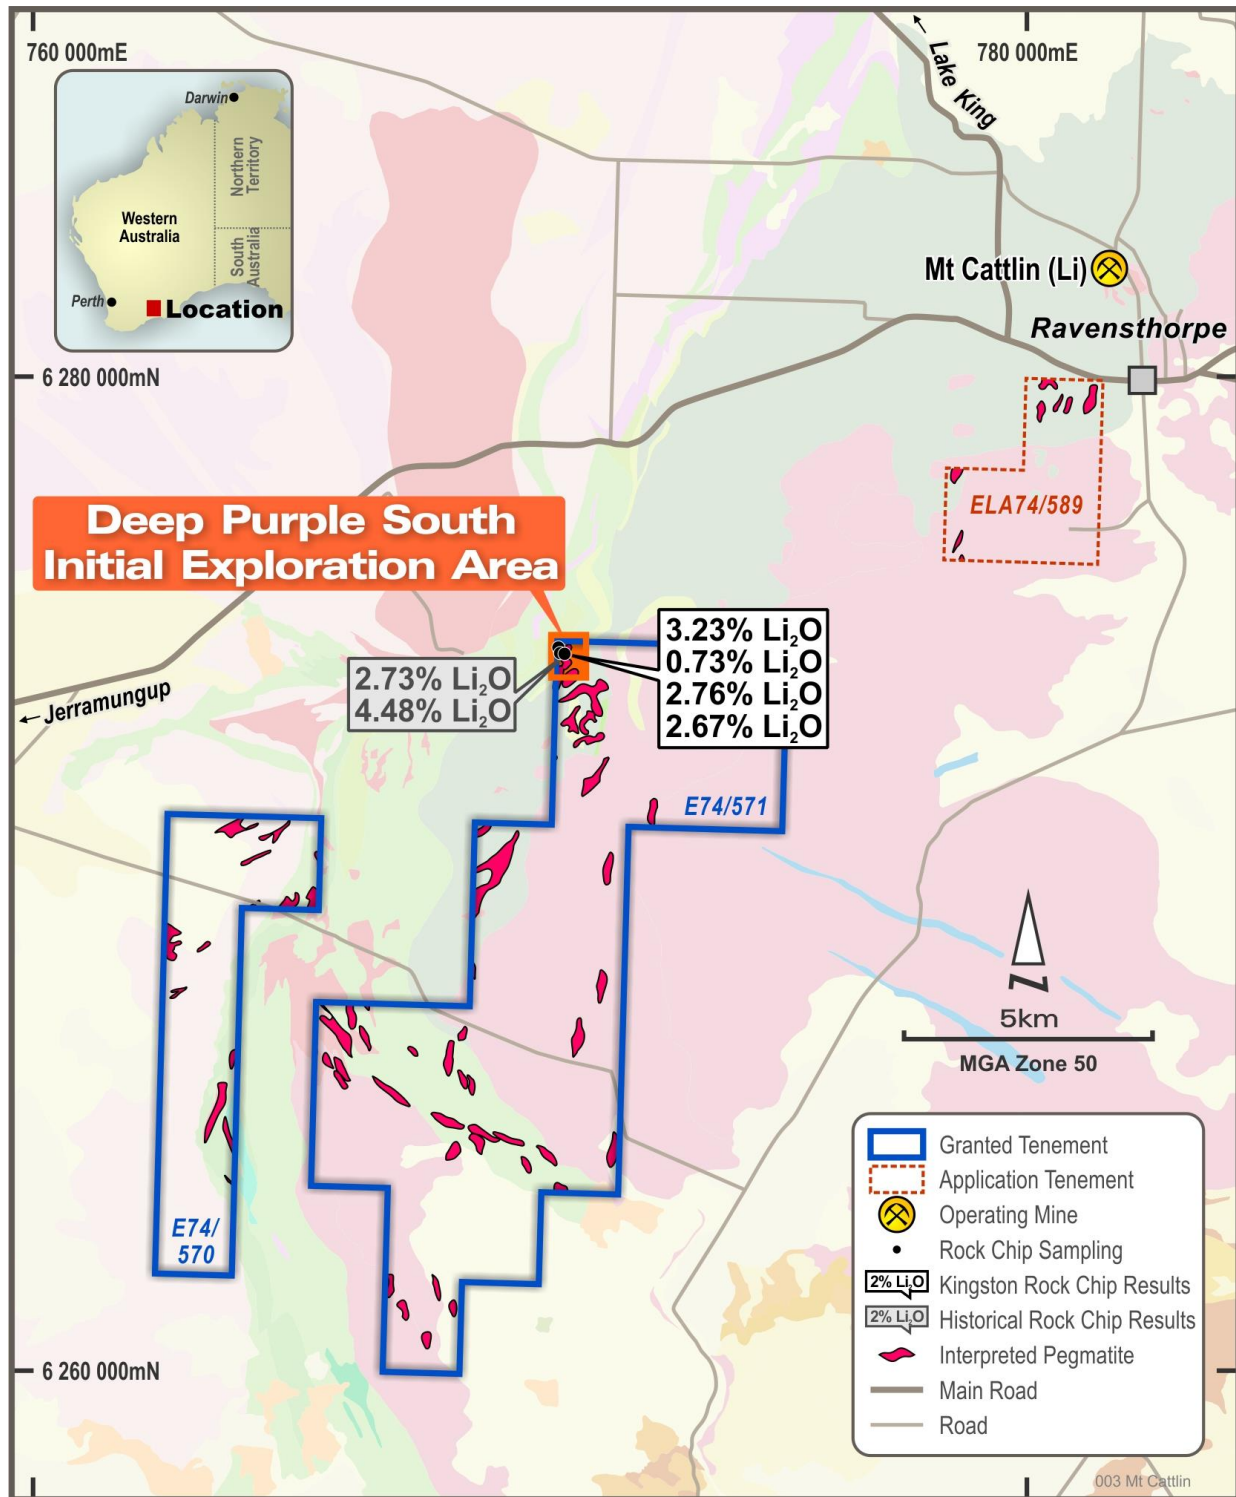 760 000mE
780 000mE
Lake King
Darwin
Northern
Territory
Western
Australia
South
Australia
Perth
Location
Mt Cattlin (Li)
Ravensthorpe
6 280 000mN
ELA74/589
Deep Purple South
Initial Exploration Area
3.23% Li₂O
0.73% Li₂O
2.76% Li₂O
2.67% Li₂O
2.73% Li₂O
4.48% Li₂O
← Jerramungup
E74/571
N
5km
MGA Zone 50
E74/
570
Granted Tenement
Application Tenement
Operating Mine
Rock Chip Sampling
2% Li₂O Kingston Rock Chip Results
2% Li₂O Historical Rock Chip Results
Interpreted Pegmatite
Main Road
Road
6 260 000mN
003 Mt Cattlin